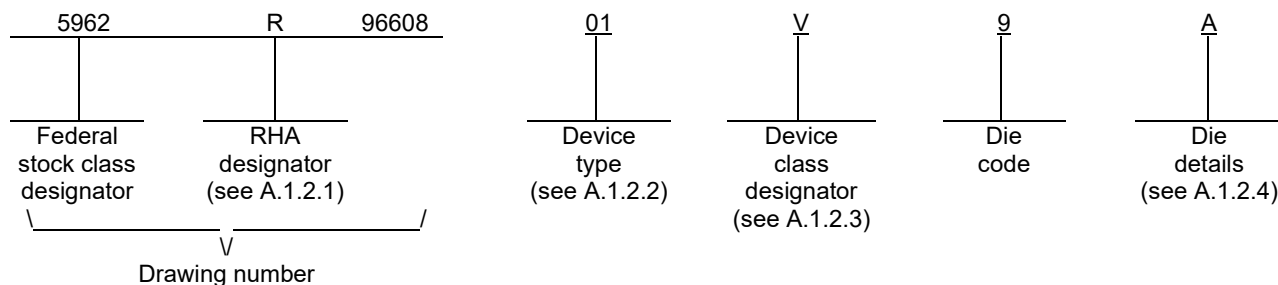 5962 R 96608 01 V 9 A
Federal stock class designator
RHA designator (see A.1.2.1)
Device type (see A.1.2.2)
Device class designator (see A.1.2.3)
Die code
Die details (see A.1.2.4)
Drawing number